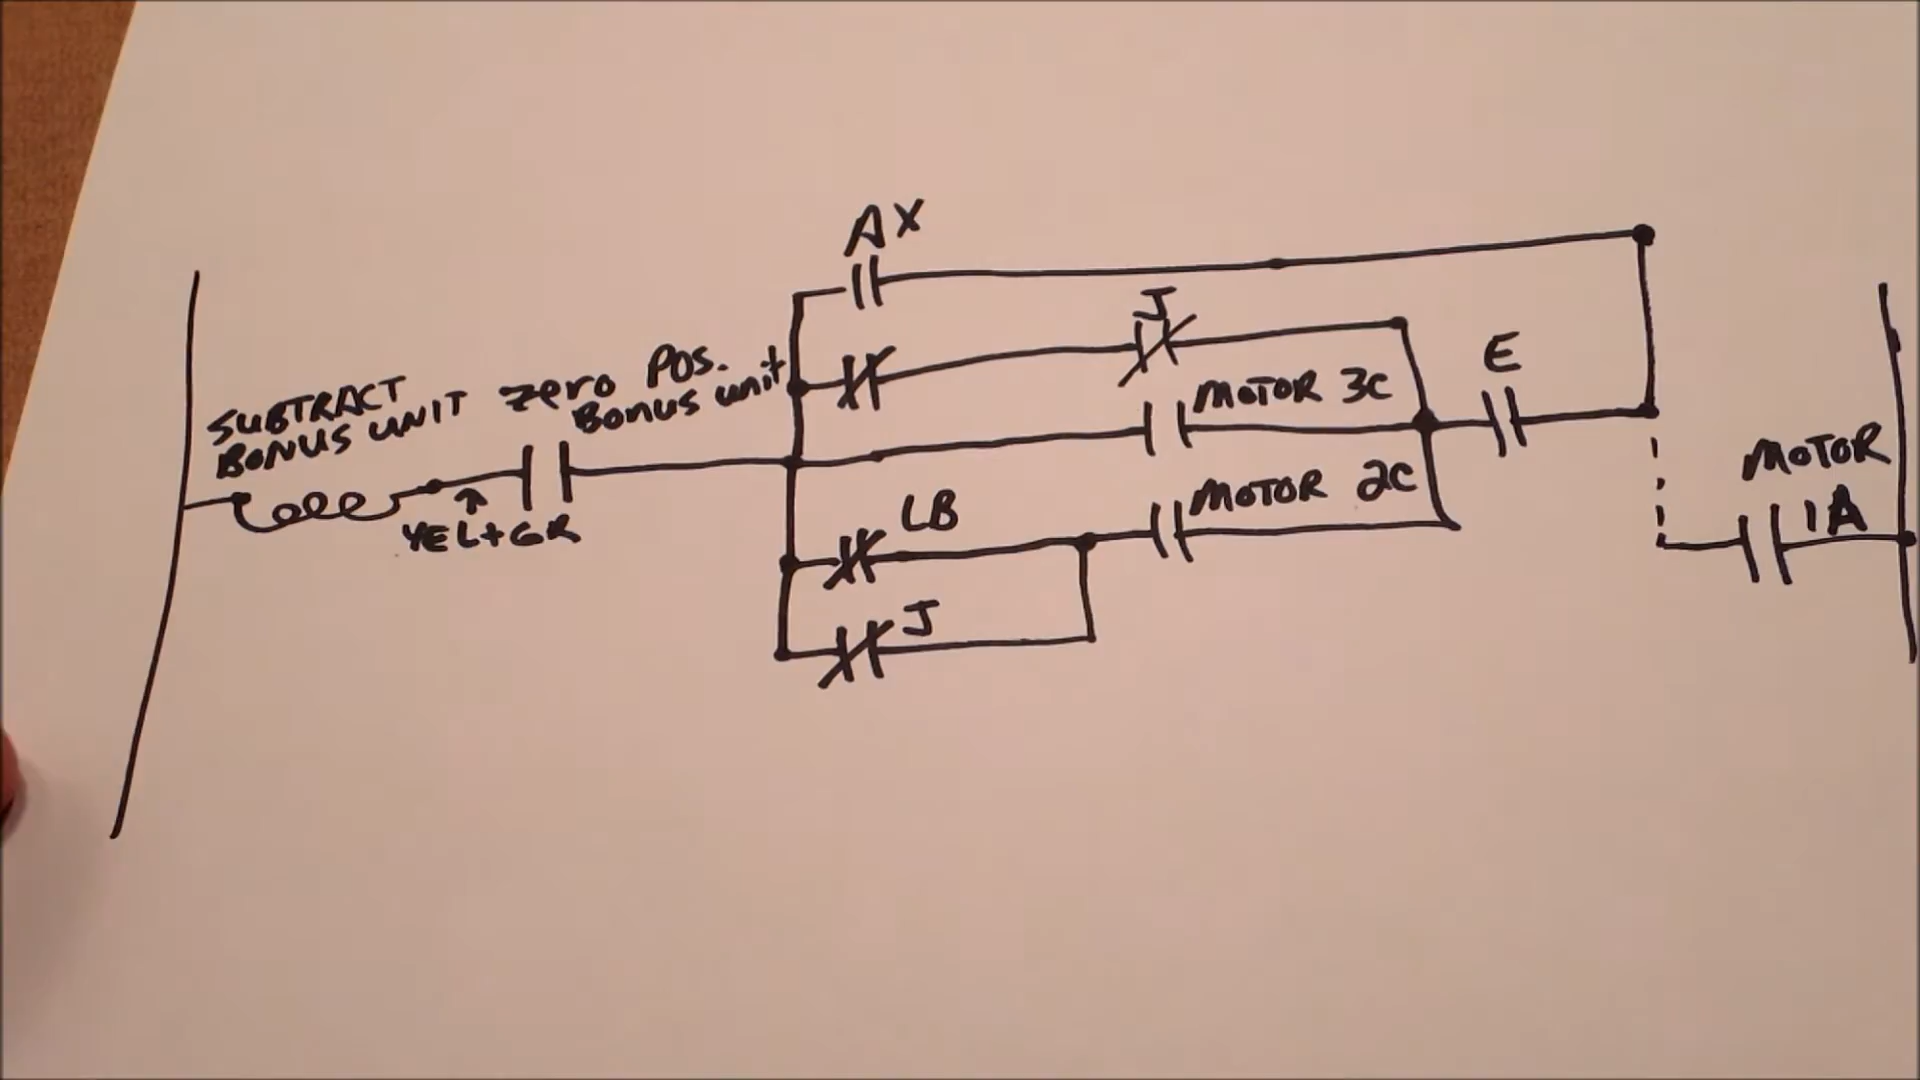 AX
J
E
MOTOR 3C
SUBTRACT
BONUS UNIT
zero POS.
BONUS unit
MOTOR 2C
MOTOR
1A
LB
YEL+GR
J